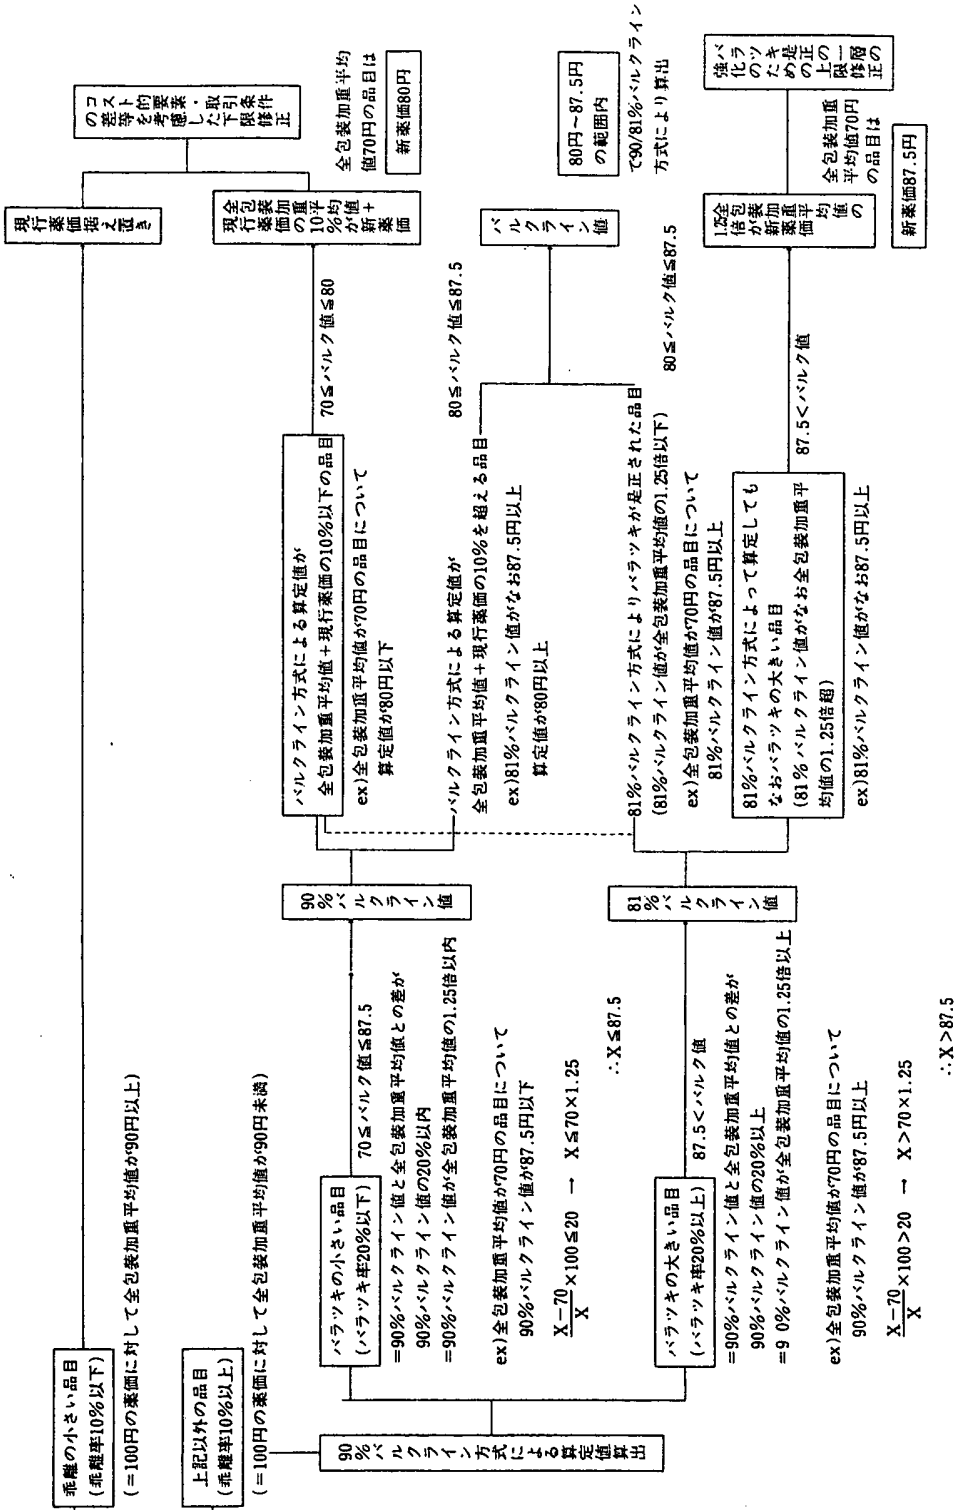 乖離の小さい品目
(乖離率10%以下)
(=100円の薬価に対して全包装加重平均値が90円以上)
上記以外の品目
(乖離率10%以上)
(=100円の薬価に対して全包装加重平均値が90円未満)
90%バルクライン方式による算定値算出
バラツキの小さい品目
(バラツキ率20%以下)
70≦バルク値≦87.5
=90%バルクライン値と全包装加重平均値との差が
90%バルクライン値の20%以内
=90%バルクライン値が全包装加重平均値の1.25倍以内
ex)全包装加重平均値が70円の品目について
90%バルクライン値が87.5円以下
X−70
X
×100≦20 → X≦70×1.25
∴X≦87.5
バラツキの大きい品目
(バラツキ率20%以上)
87.5<バルク値
=90%バルクライン値と全包装加重平均値との差が
90%バルクライン値の20%以上
=9 0%バルクライン値が全包装加重平均値の1.25倍以上
ex)全包装加重平均値が70円の品目について
90%バルクライン値が87.5円以上
X−70
X
×100>20 → X>70×1.25
∴X>87.5
90%バルクライン値
81%バルクライン値
バルクライン方式による算定値が
全包装加重平均値+現行薬価の10%以下の品目
ex)全包装加重平均値が70円の品目について
算定値が80円以下
70≦バルク値≦80
バルクライン方式による算定値が
全包装加重平均値+現行薬価の10%を超える品目
ex)81%バルクライン値がなお87.5円以上
算定値が80円以上
80≦バルク値≦87.5
81%バルクライン方式によりバラツキが是正された品目
(81%バルクライン値が全包装加重平均値の1.25倍以下)
ex)全包装加重平均値が70円の品目について
81%バルクライン値が87.5円以上
80≦バルク値≦87.5
81%バルクライン方式によって算定しても
なおバラツキの大きい品目
(81%バルクライン値がなお全包装加重平
均値の1.25倍超)
ex)81%バルクライン値がなお87.5円以上
87.5<バルク値
現行薬価据え置き
全包装加重平均値+
現行薬価の10%が新薬価
バルクライン値
全包装加重平均値の
1.25倍が新薬価
コスト的要素・取引条件
の差等を考慮した下限修正
全包装加重平均
値70円の品目は
新薬価80円
80円~87.5円
の範囲内
で90/81%バルクライン
方式により算出
バラツキの是正の一層の
強化のための上限修正
全包装加重
平均値70円
の品目は
新薬価87.5円